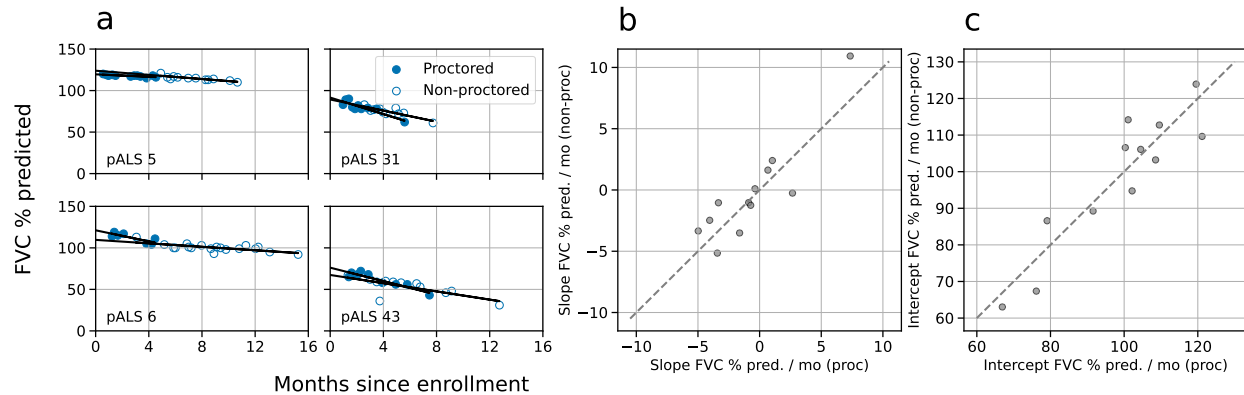 a
b
c
FVC % predicted
150
100
50
0
pALS 5
Proctored
Non-proctored
pALS 31
150
100
50
0
pALS 6
pALS 43
0 4 8 12 16 0 4 8 12 16
Months since enrollment
Slope FVC % pred. / mo (non-proc)
10
5
0
−5
−10
−10 −5 0 5 10
Slope FVC % pred. / mo (proc)
Intercept FVC % pred. / mo (non-proc)
130
120
110
100
90
80
70
60
60 80 100 120
Intercept FVC % pred. / mo (proc)